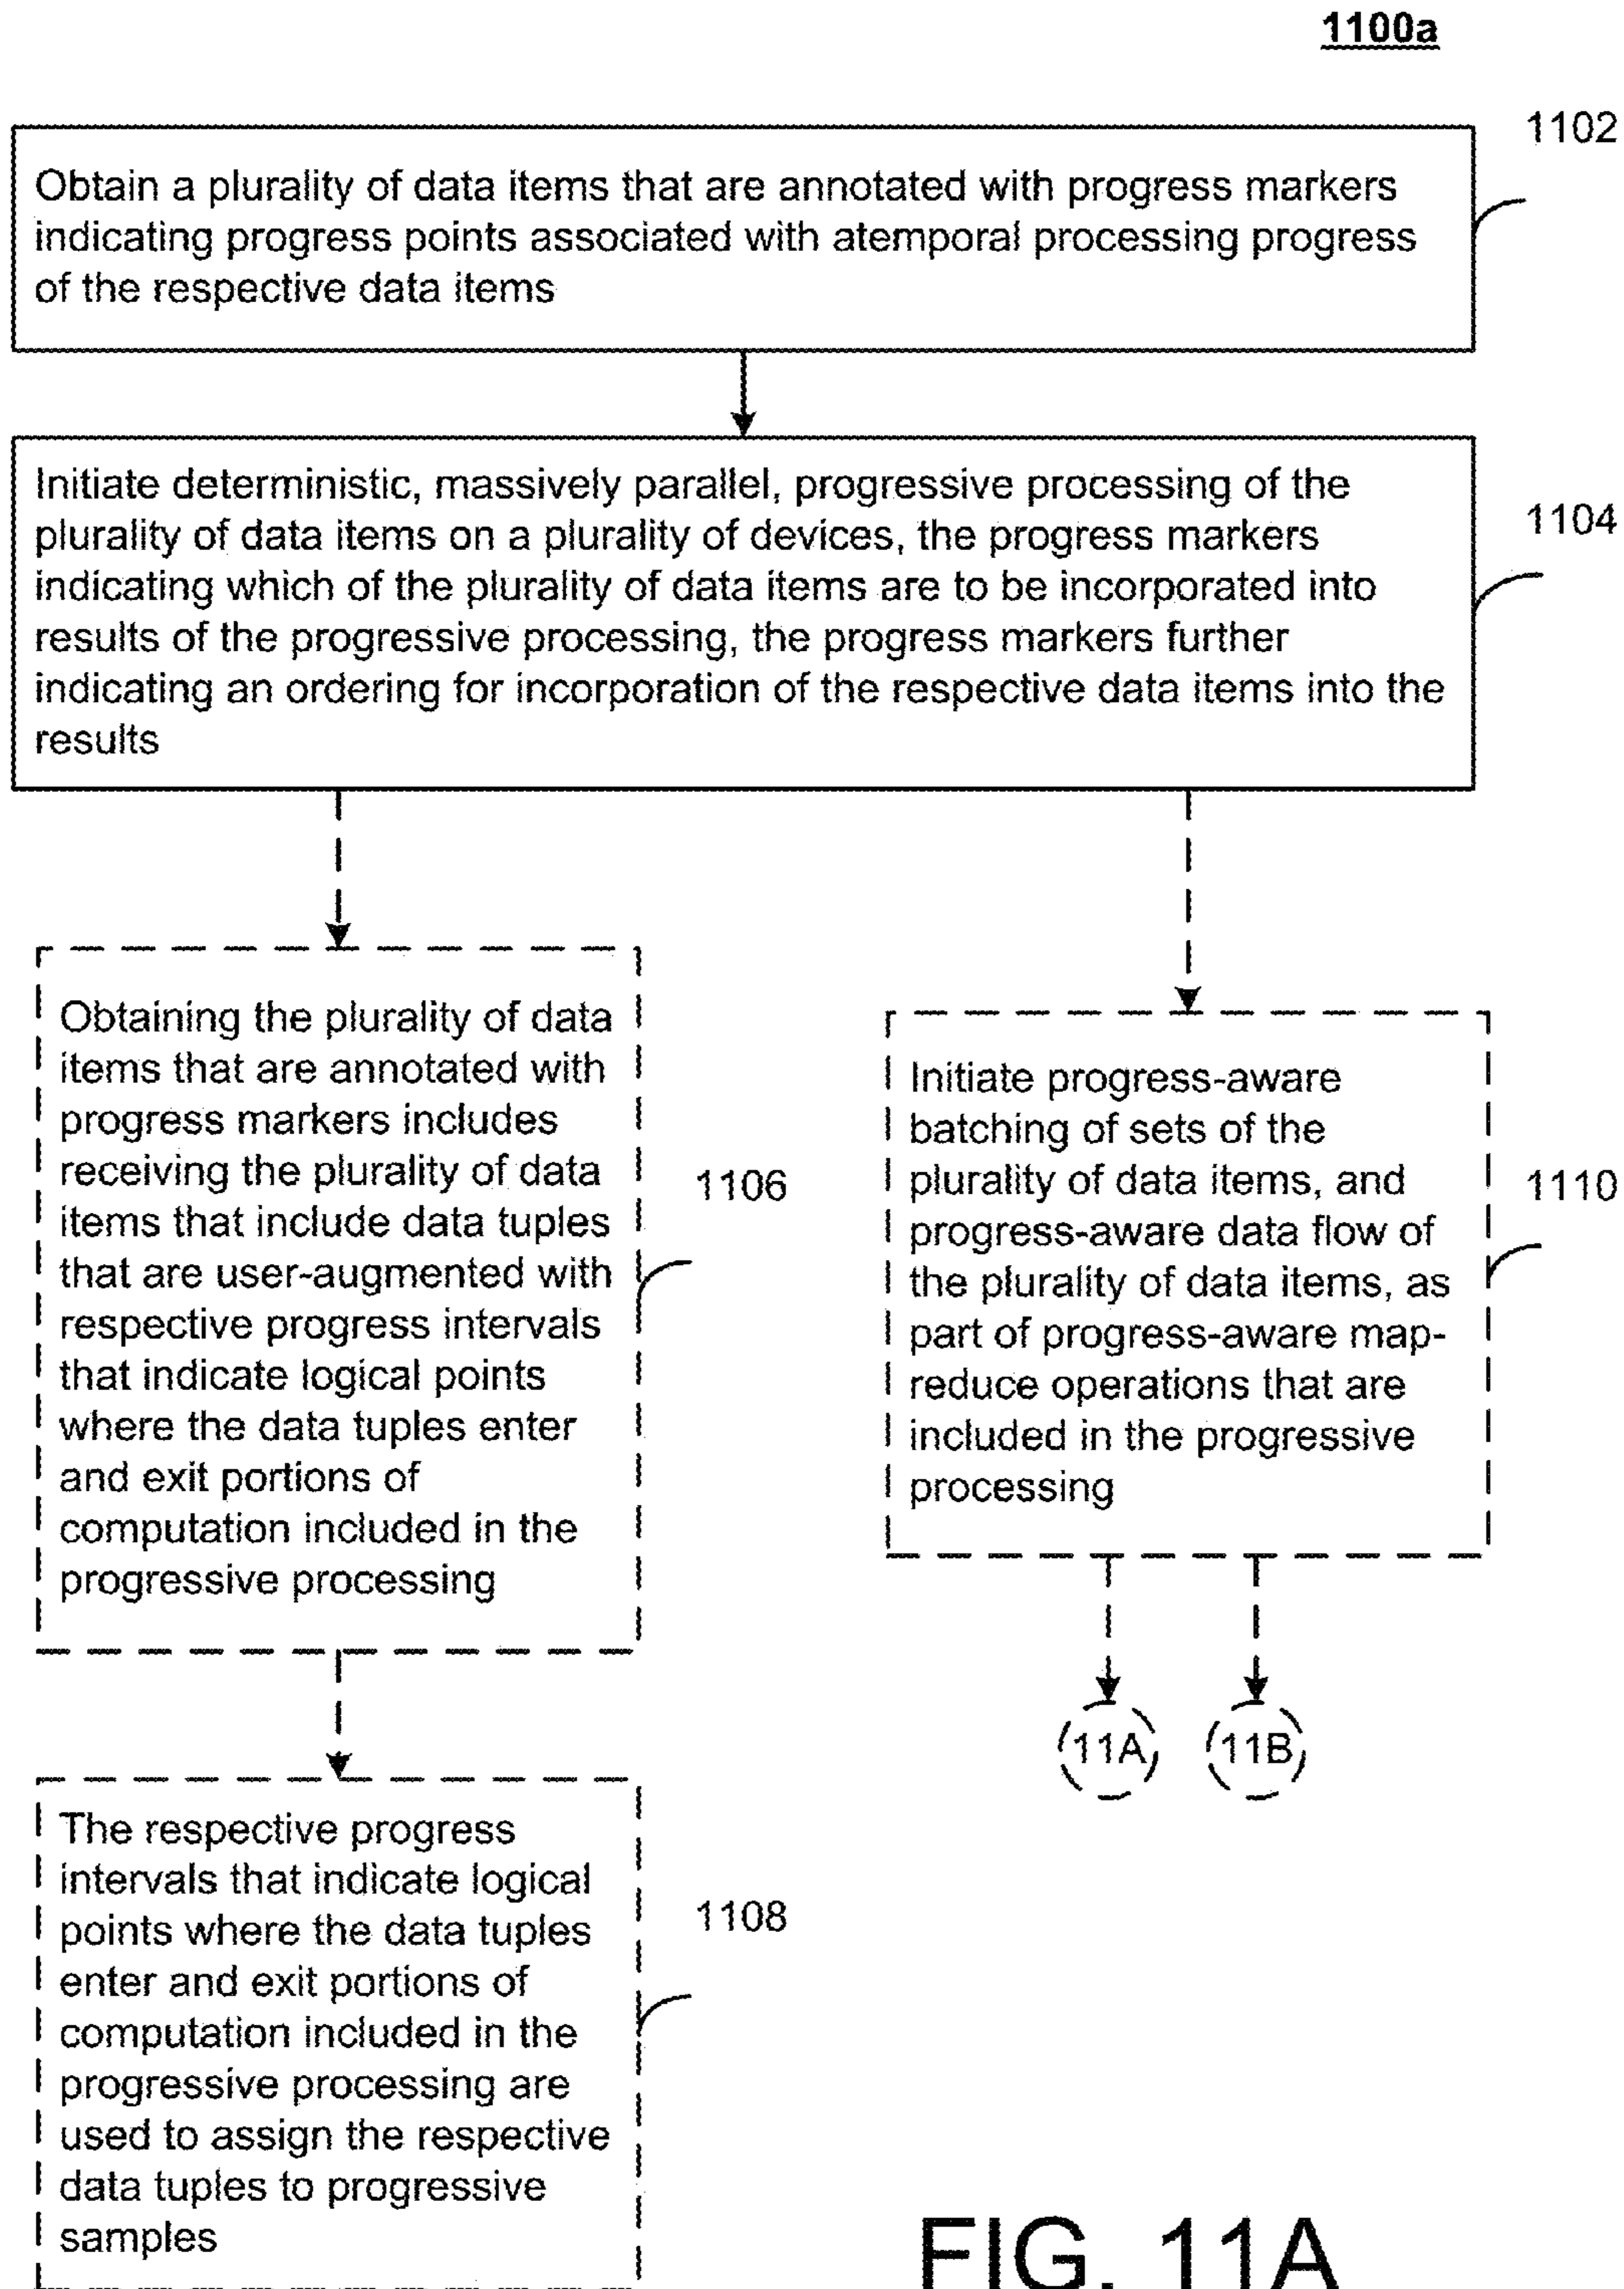 1100a
1102
Obtain a plurality of data items that are annotated with progress markers
indicating progress points associated with atemporal processing progress
of the respective data items
Initiate deterministic, massively parallel, progressive processing of the
plurality of data items on a plurality of devices, the progress markers
indicating which of the plurality of data items are to be incorporated into
results of the progressive processing, the progress markers further
indicating an ordering for incorporation of the respective data items into the
results
1104
Obtaining the plurality of data
items that are annotated with
progress markers includes
receiving the plurality of data
items that include data tuples
that are user-augmented with
respective progress intervals
that indicate logical points
where the data tuples enter
and exit portions of
computation included in the
progressive processing
1106
Initiate progress-aware
batching of sets of the
plurality of data items, and
progress-aware data flow of
the plurality of data items, as
part of progress-aware map-
reduce operations that are
included in the progressive
processing
1110
11A
11B
The respective progress
intervals that indicate logical
points where the data tuples
enter and exit portions of
computation included in the
progressive processing are
used to assign the respective
data tuples to progressive
samples
1108
FIG. 11A